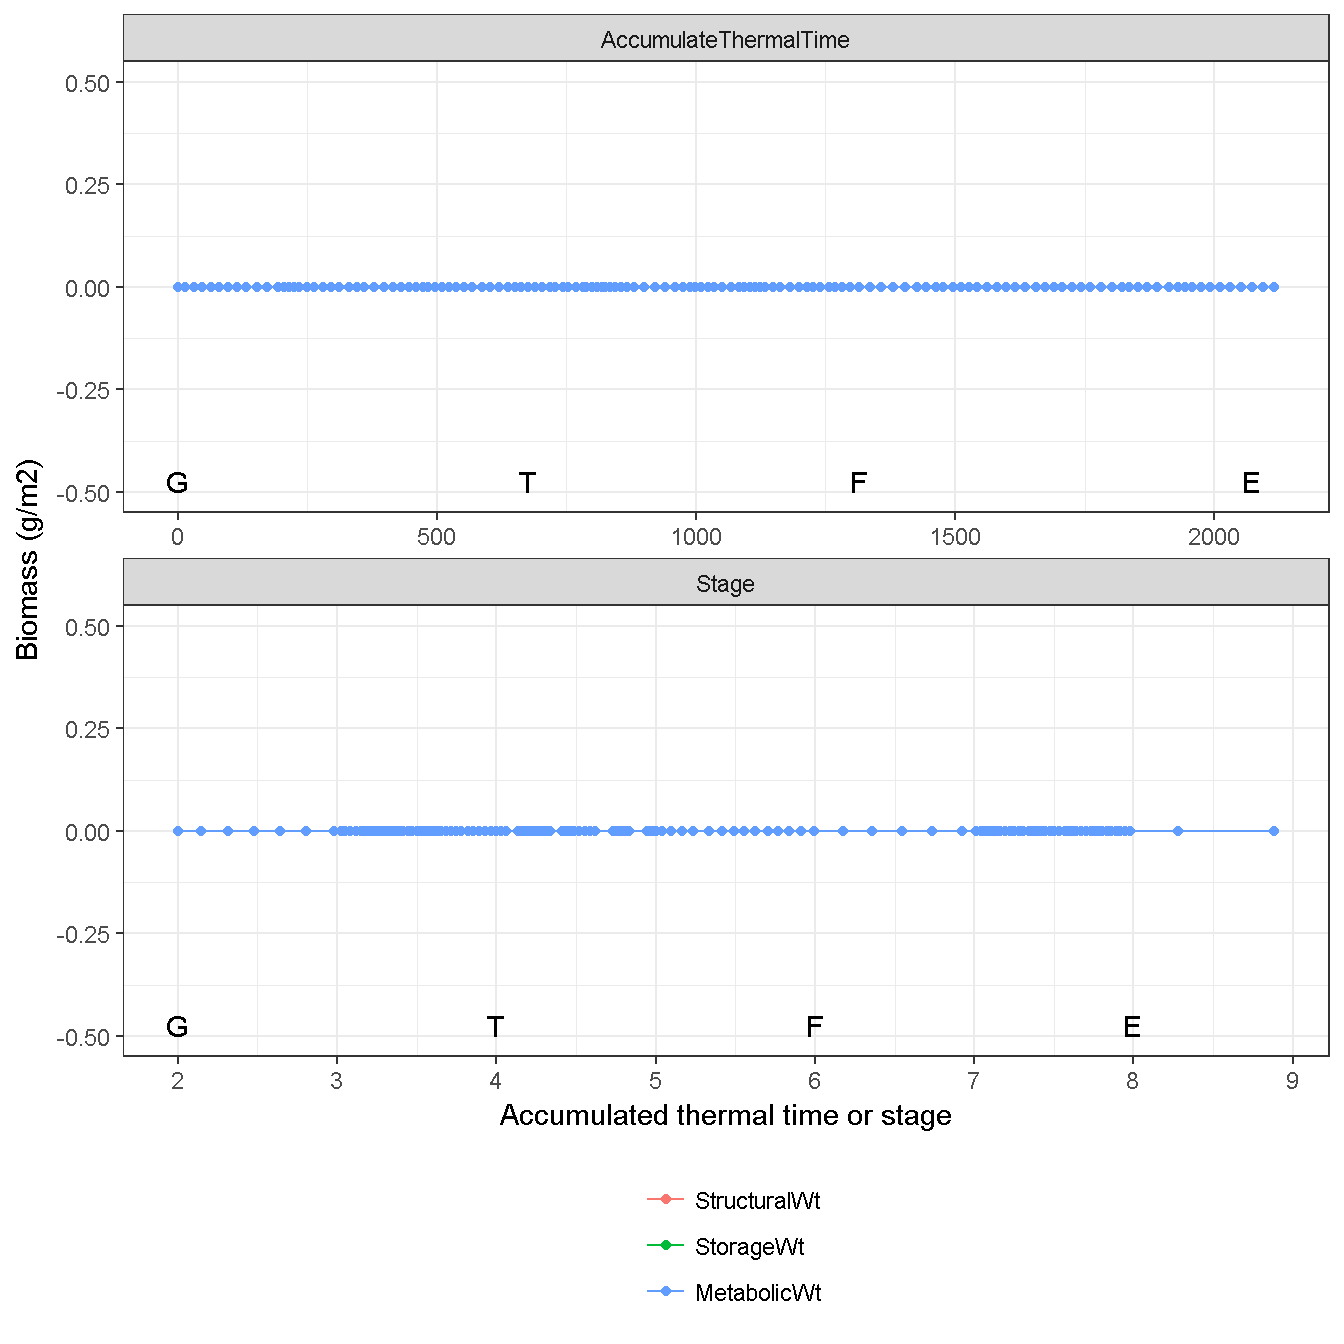 AccumulateThermalTime
0.50
0.25
0.00
-0.25
-0.50
G T F E
0 500 1000 1500 2000
Biomass (g/m2)
Stage
0.50
0.25
0.00
-0.25
-0.50
G T F E
2 3 4 5 6 7 8 9
Accumulated thermal time or stage
StructuralWt
StorageWt
MetabolicWt